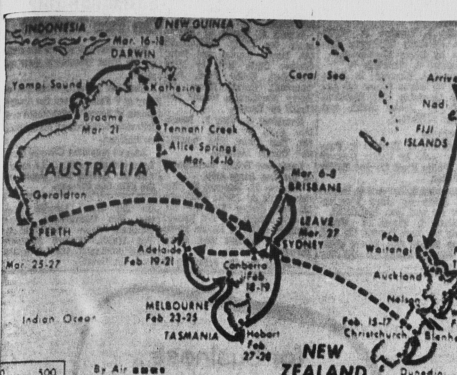 INDONESIA
NEW GUINEA
Mar. 16-18
DARWIN
Coral Sea
Arrive
Yampi Sound
Katherine
Nadi
Broome
Mar. 21
Tennant Creek
FIJI
ISLANDS
Alice Springs
Mar. 14-16
AUSTRALIA
Mar. 6-8
BRISBANE
Geraldton
LEAVE
Mar. 27
SYDNEY
PERTH
Mar. 25-27
Adelaide
Feb. 19-21
Canberra
Feb
18-19
Feb. 6
Waitangi
Auckland
Nelson
MELBOURNE
Feb. 23-25
Feb. 15-17
Christchurch
Blenhe
Indian Ocean
TASMANIA
Hobart
Feb
27-28
NEW
ZEALAND
Dunedin
500
By Air